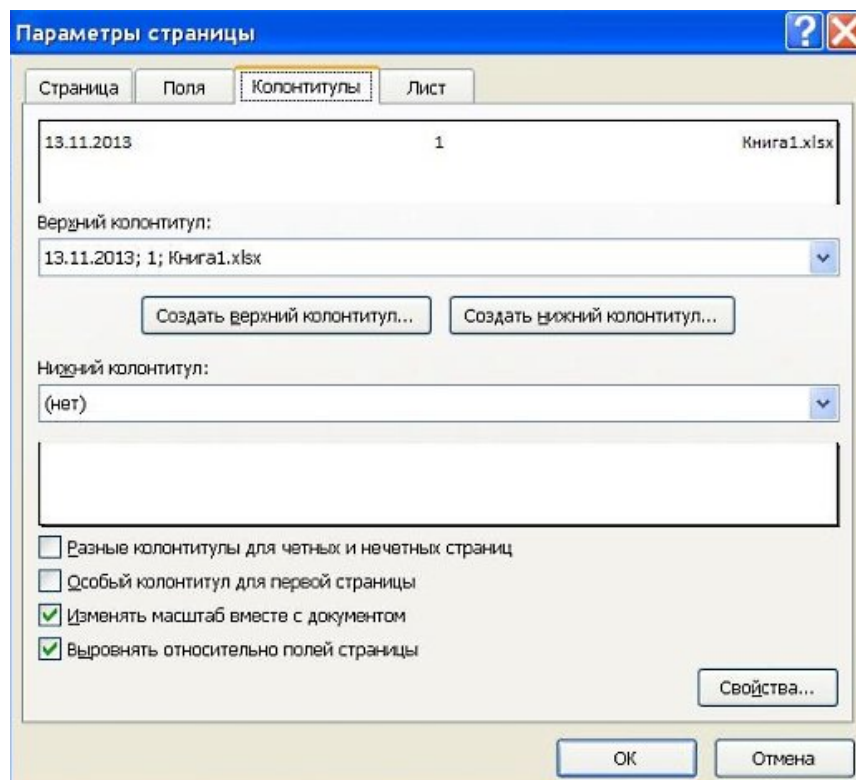 Параметры страницы
Страница Поля Колонтитулы Лист
13.11.2013 1 Книга1.xlsx
Верхний колонтитул:
13.11.2013; 1; Книга1.xlsx
Создать верхний колонтитул... Создать нижний колонтитул...
Нижний колонтитул:
(нет)
Разные колонтитулы для четных и нечетных страниц
Особый колонтитул для первой страницы
Изменять масштаб вместе с документом
Выровнять относительно полей страницы
Свойства...
ОК Отмена